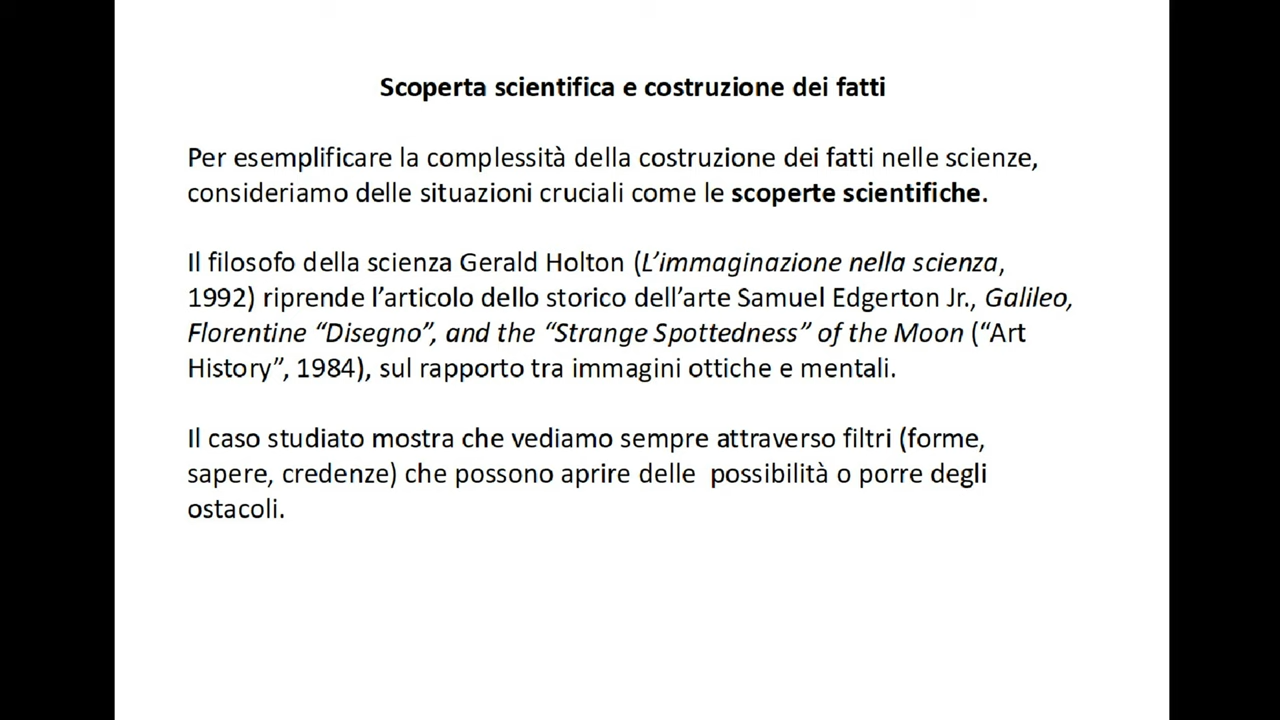 Scoperta scientifica e costruzione dei fatti
Per esemplificare la complessità della costruzione dei fatti nelle scienze,
consideriamo delle situazioni cruciali come le scoperte scientifiche.
Il filosofo della scienza Gerald Holton (L’immaginazione nella scienza,
1992) riprende l’articolo dello storico dell’arte Samuel Edgerton Jr., Galileo,
Florentine “Disegno”, and the “Strange Spottedness” of the Moon (“Art
History”, 1984), sul rapporto tra immagini ottiche e mentali.
Il caso studiato mostra che vediamo sempre attraverso filtri (forme,
sapere, credenze) che possono aprire delle  possibilità o porre degli
ostacoli.